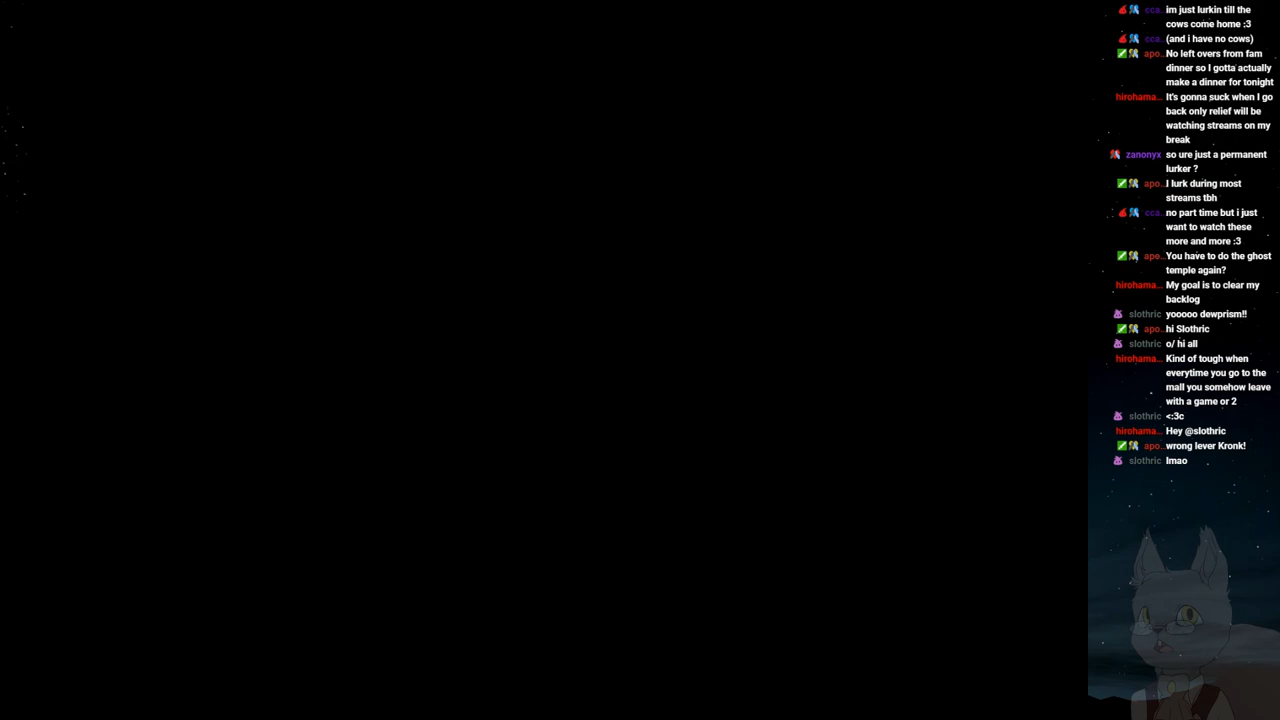 cca… im just lurkin till the
cows come home :3
cca… (and i have no cows)
apo… No left overs from fam
dinner so I gotta actually
make a dinner for tonight
hirohama… It's gonna suck when I go
back only relief will be
watching streams on my
break
zanonyx so ure just a permanent
lurker ?
apo… I lurk during most
streams tbh
cca… no part time but i just
want to watch these
more and more :3
apo… You have to do the ghost
temple again?
hirohama… My goal is to clear my
backlog
slothric yooooo dewprism!!
apo… hi Slothric
slothric o/ hi all
hirohama… Kind of tough when
everytime you go to the
mall you somehow leave
with a game or 2
slothric <:3c
hirohama… Hey @slothric
apo… wrong lever Kronk!
slothric lmao